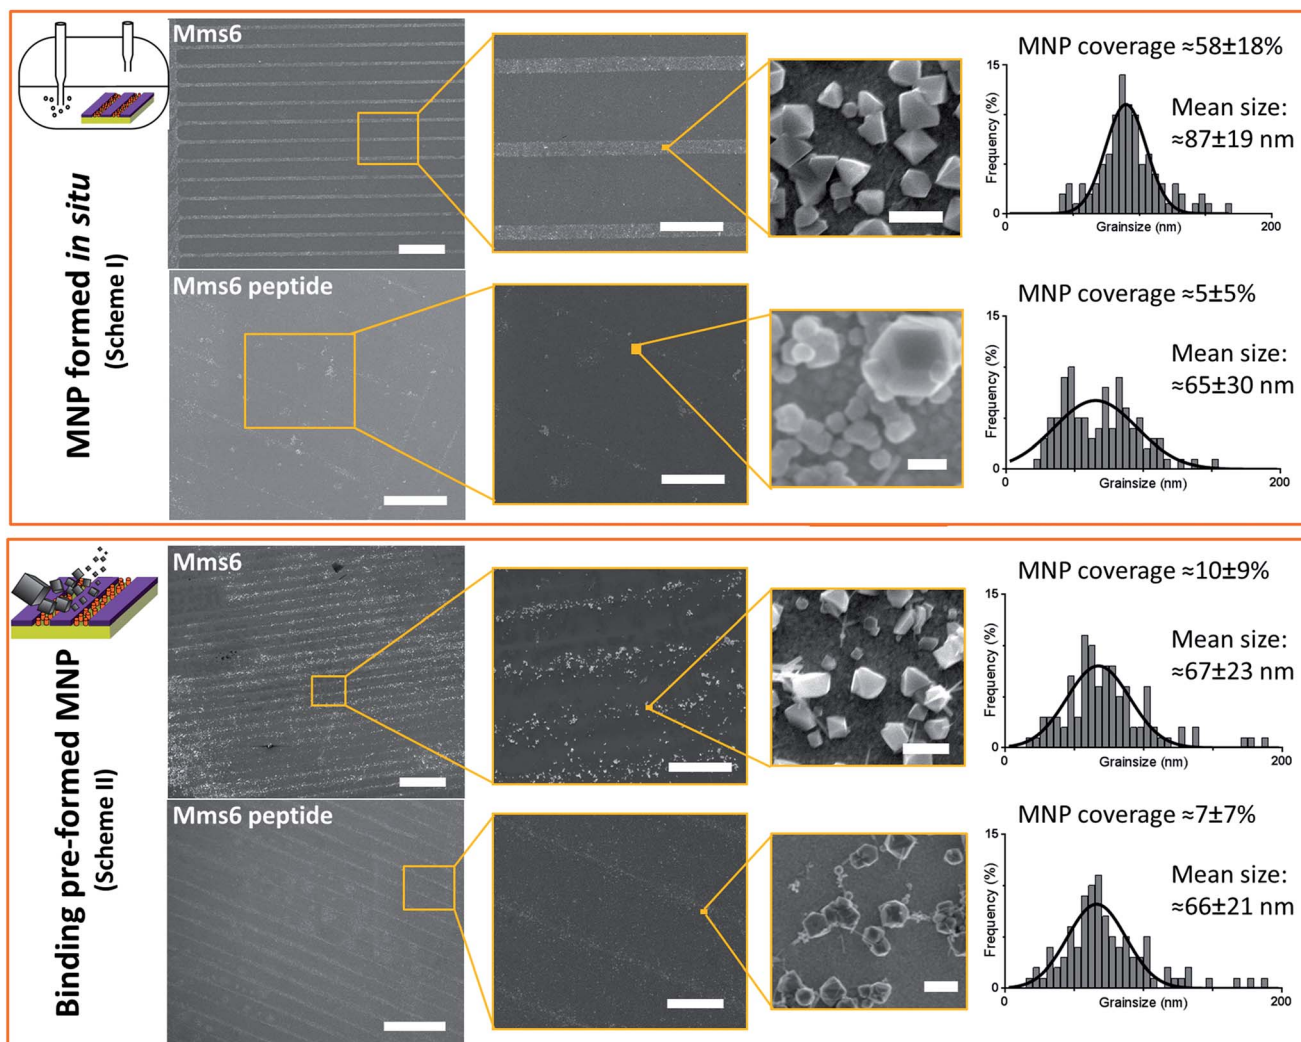 MNP formed in situ
(Scheme I)
Mms6
MNP coverage ≈58±18%
15
Mean size:
≈87±19 nm
Frequency (%)
0
0
Grainsize (nm)
200
Mms6 peptide
MNP coverage ≈5±5%
15
Mean size:
≈65±30 nm
Frequency (%)
0
0
Grainsize (nm)
200
Binding pre-formed MNP
(Scheme II)
Mms6
MNP coverage ≈10±9%
15
Mean size:
≈67±23 nm
Frequency (%)
0
0
Grainsize (nm)
200
Mms6 peptide
MNP coverage ≈7±7%
15
Mean size:
≈66±21 nm
Frequency (%)
0
0
Grainsize (nm)
200